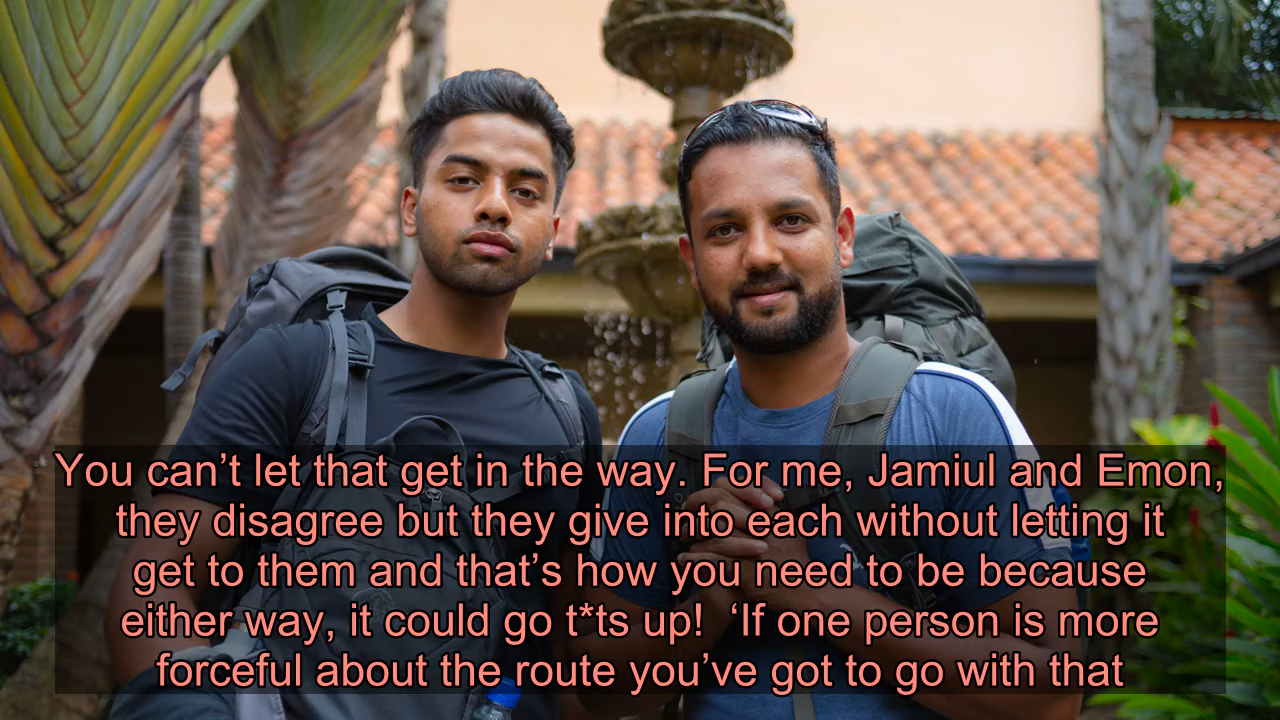 You can’t let that get in the way. For me, Jamiul and Emon,
they disagree but they give into each without letting it
get to them and that’s how you need to be because
either way, it could go t*ts up!  ‘If one person is more
forceful about the route you’ve got to go with that